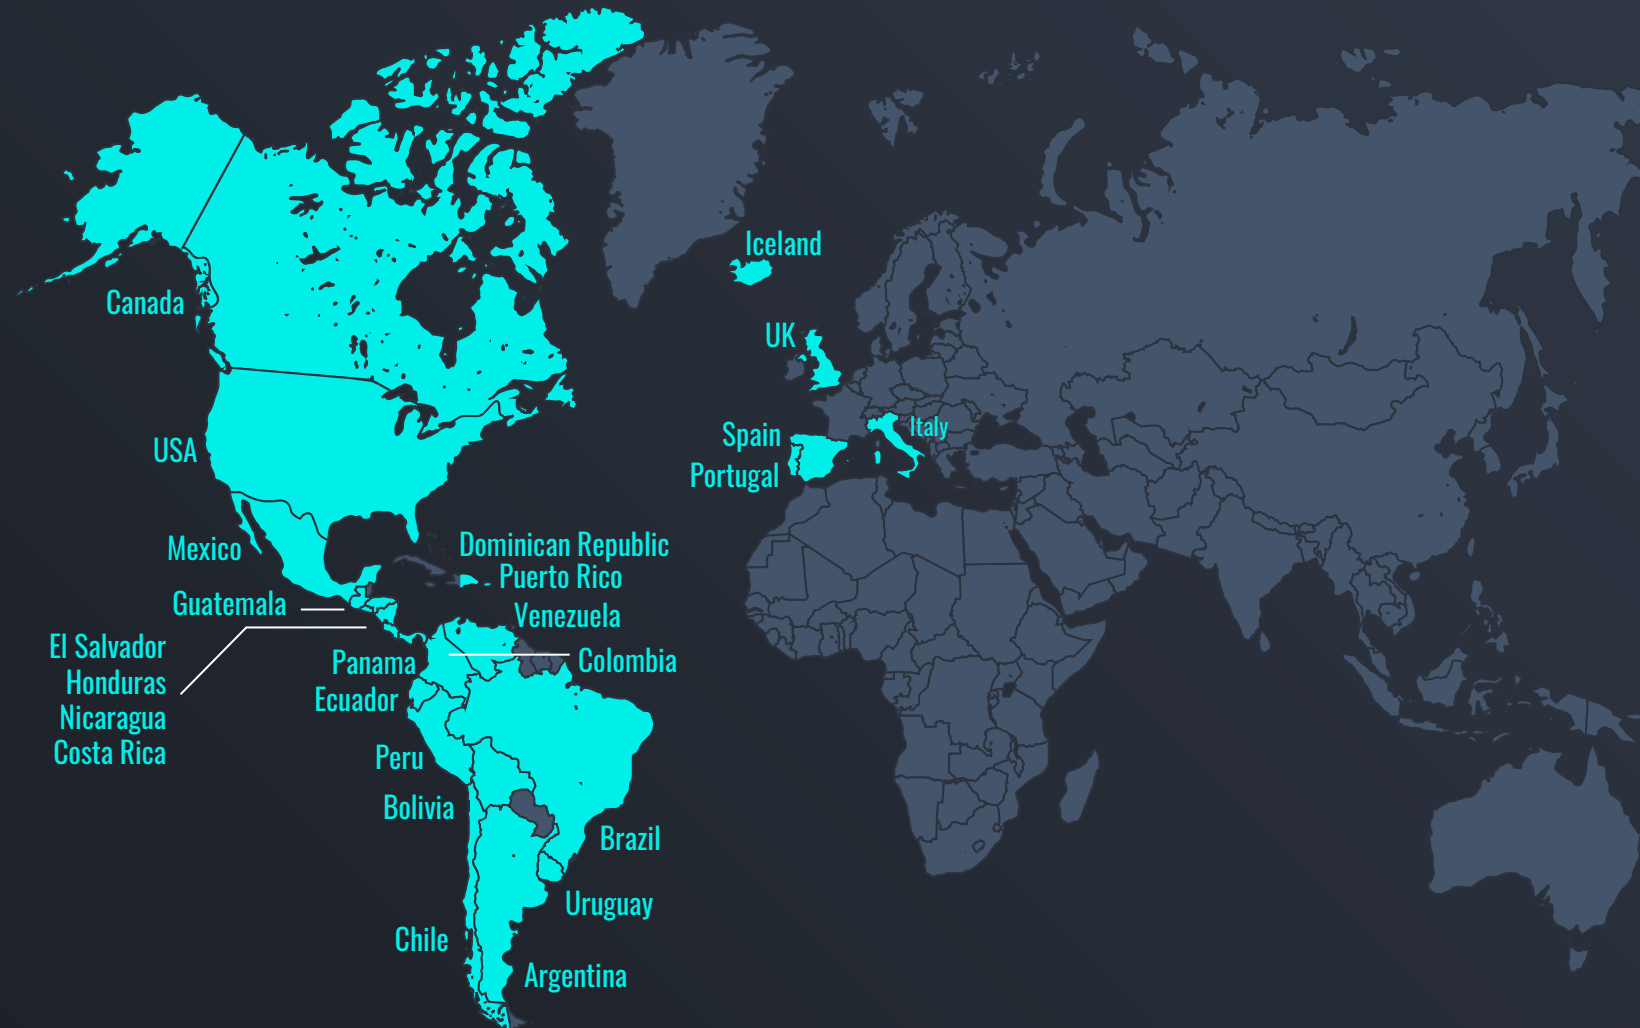 Iceland
Canada
UK
Italy
Spain
USA
Portugal
Mexico
Dominican Republic
Puerto Rico
Guatemala
Venezuela
El Salvador
Honduras
Nicaragua
Costa Rica
Panama
Colombia
Ecuador
Peru
Bolivia
Brazil
Uruguay
Chile
Argentina